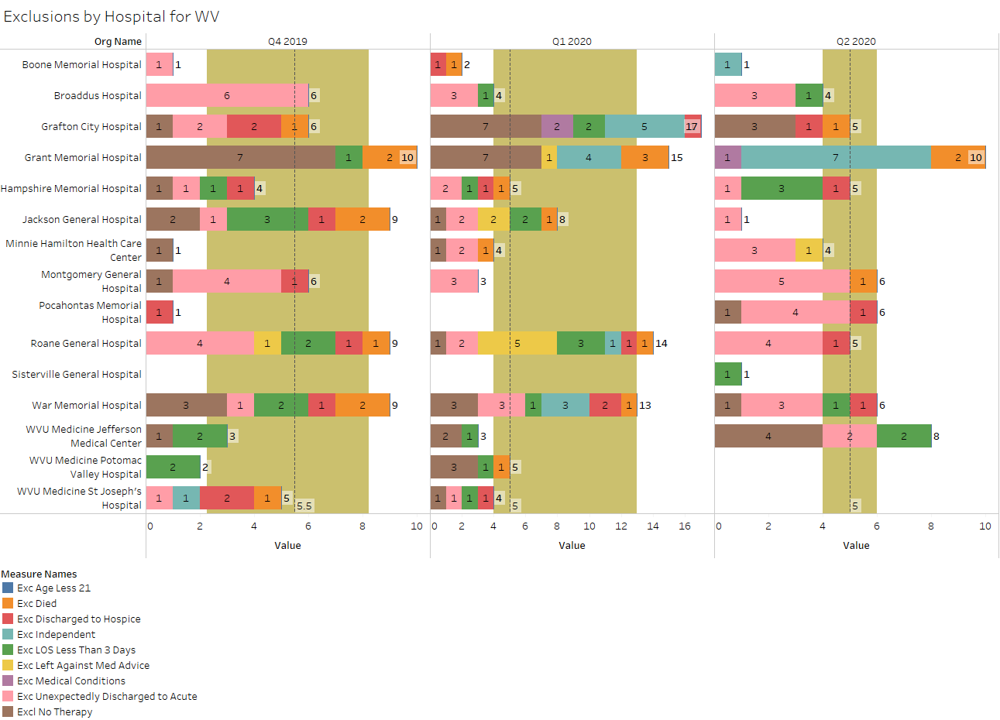 Exclusions by Hospital for WV
Org Name Q4 2019 Q1 2020 Q2 2020
Boone Memorial Hospital 1 1 1 1 2 1 1
Broaddus Hospital 6 6 3 1 4 3 1 4
Grafton City Hospital 1 2 2 1 6 7 2 2 5 17 3 1 1 5
Grant Memorial Hospital 7 1 2 10 7 1 4 3 15 1 7 2 10
Hampshire Memorial Hospital 1 1 1 1 4 2 1 1 1 5 1 3 1 5
Jackson General Hospital 2 1 3 1 2 9 1 2 2 2 1 8 1 1
Minnie Hamilton Health Care
Center 1 1 1 2 1 4 3 1 4
Montgomery General
Hospital 1 4 1 6 3 3 5 1 6
Pocahontas Memorial
Hospital 1 1 1 4 1 6
Roane General Hospital 4 1 2 1 1 9 1 2 5 3 1 1 1 14 4 1 5
Sisterville General Hospital 1 1
War Memorial Hospital 3 1 2 1 2 9 3 3 1 3 2 1 13 1 3 1 1 6
WVU Medicine Jefferson
Medical Center 1 2 3 2 1 3 4 2 2 8
WVU Medicine Potomac
Valley Hospital 2 2 3 1 1 5
WVU Medicine St Joseph's
Hospital 1 1 2 1 5 1 1 1 1 4
5.5 5 5
0 2 4 6 8 10 0 2 4 6 8 10 12 14 16 0 2 4 6 8 10
Value Value Value
Measure Names
Exc Age Less 21
Exc Died
Exc Discharged to Hospice
Exc Independent
Exc LOS Less Than 3 Days
Exc Left Against Med Advice
Exc Medical Conditions
Exc Unexpectedly Discharged to Acute
Excl No Therapy